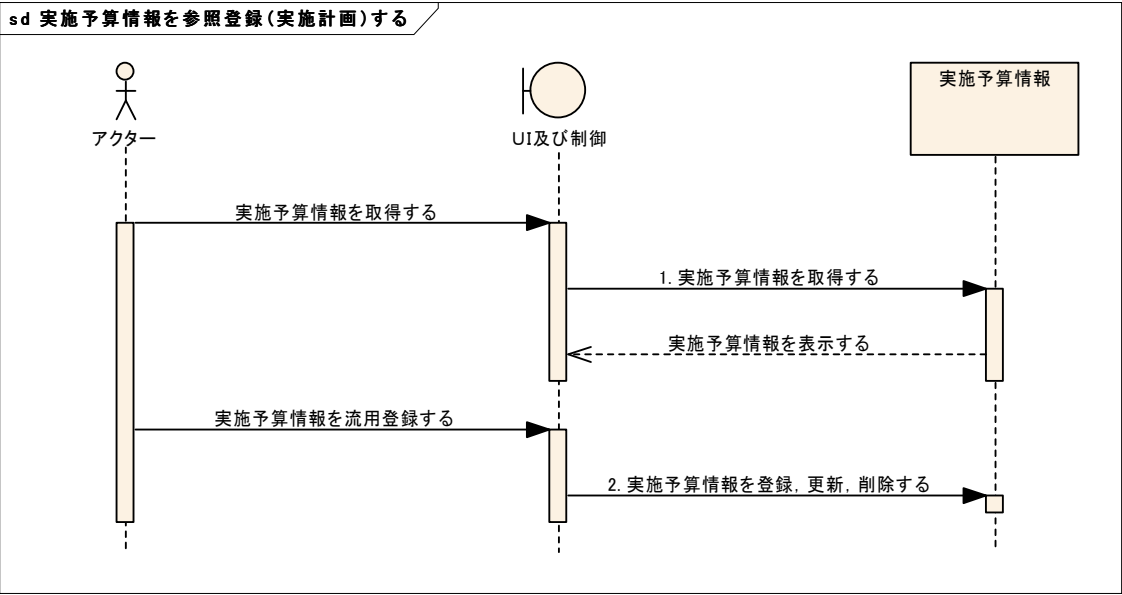 sd 実施予算情報を参照登録(実施計画)する
アクター
UI及び制御
実施予算情報
実施予算情報を取得する
1.実施予算情報を取得する
実施予算情報を表示する
実施予算情報を流用登録する
2.実施予算情報を登録,更新,削除する